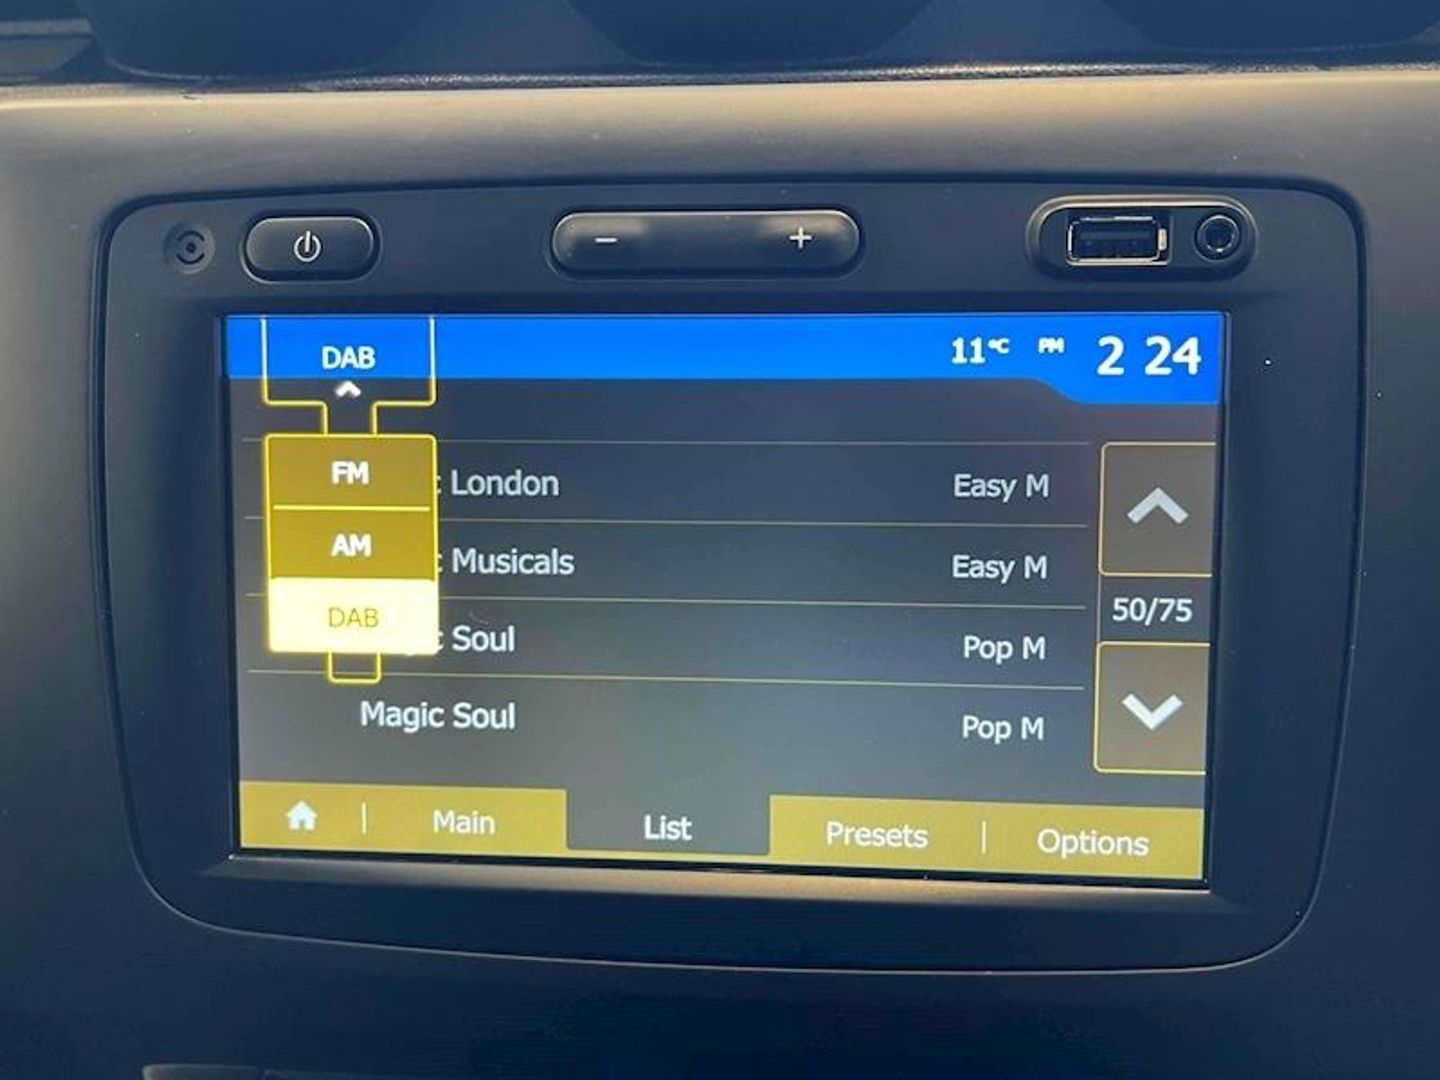 DAB
11°C PM 2 24
FM
London Easy M
AM
Musicals Easy M
50/75
DAB
Soul Pop M
Magic Soul Pop M
Main List Presets Options